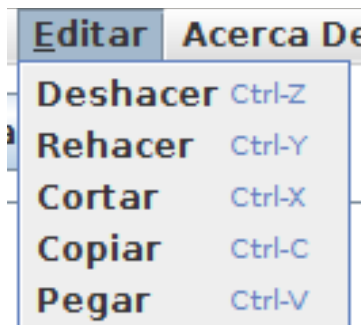 Editar Acerca De
Deshacer Ctrl-Z
Rehacer Ctrl-Y
Cortar Ctrl-X
Copiar Ctrl-C
Pegar Ctrl-V